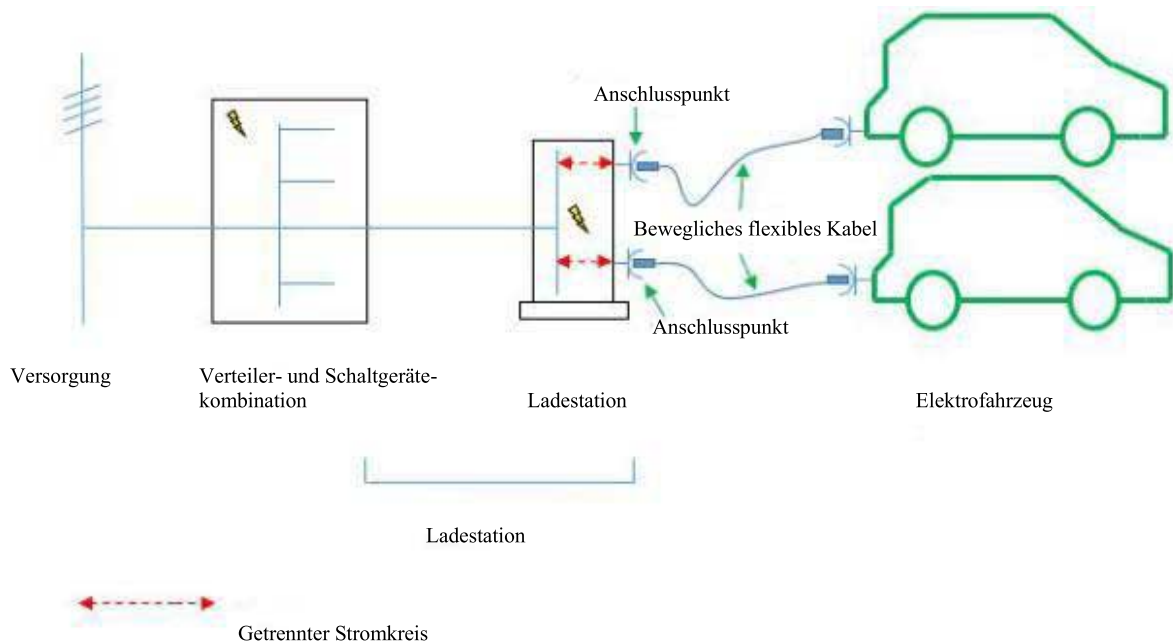 Anschlusspunkt
Bewegliches flexibles Kabel
Anschlusspunkt
Versorgung
Verteiler- und Schaltgeräte-
kombination
Ladestation
Elektrofahrzeug
Ladestation
Getrennter Stromkreis